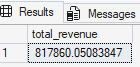 Results Messages
total_revenue
1 817860.05083847